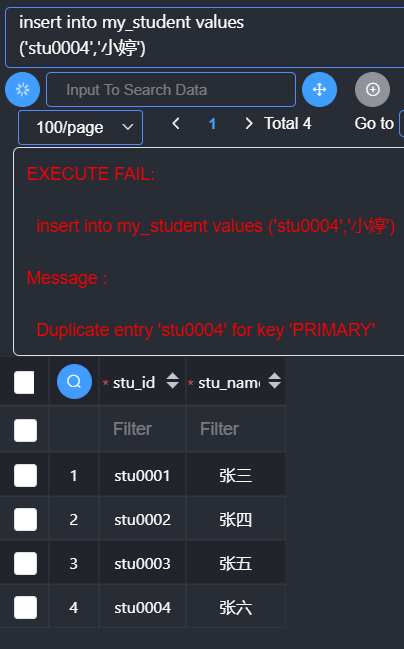 insert into my_student values
('stu0004','小婷')
Input To Search Data
100/page
1
Total 4
Go to
EXECUTE FAIL:
insert into my_student values ('stu0004','小婷')
Message :
Duplicate entry 'stu0004' for key 'PRIMARY'
* stu_id * stu_name
Filter Filter
1 stu0001 张三
2 stu0002 张四
3 stu0003 张五
4 stu0004 张六